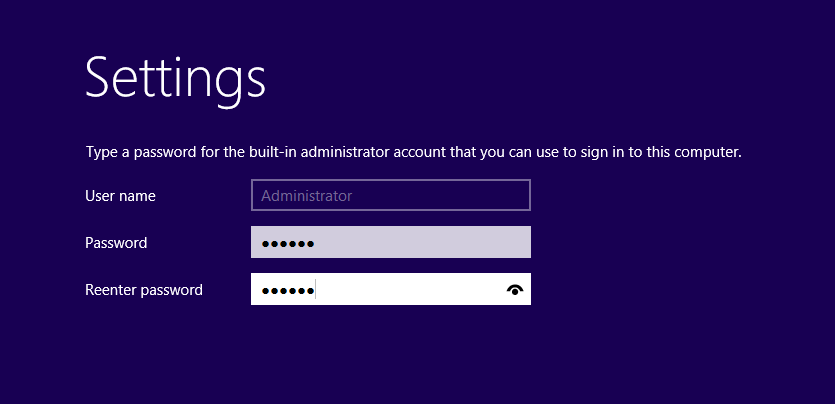 Settings
Type a password for the built-in administrator account that you can use to sign in to this computer.
User name
Administrator
Password
••••••
Reenter password
••••••